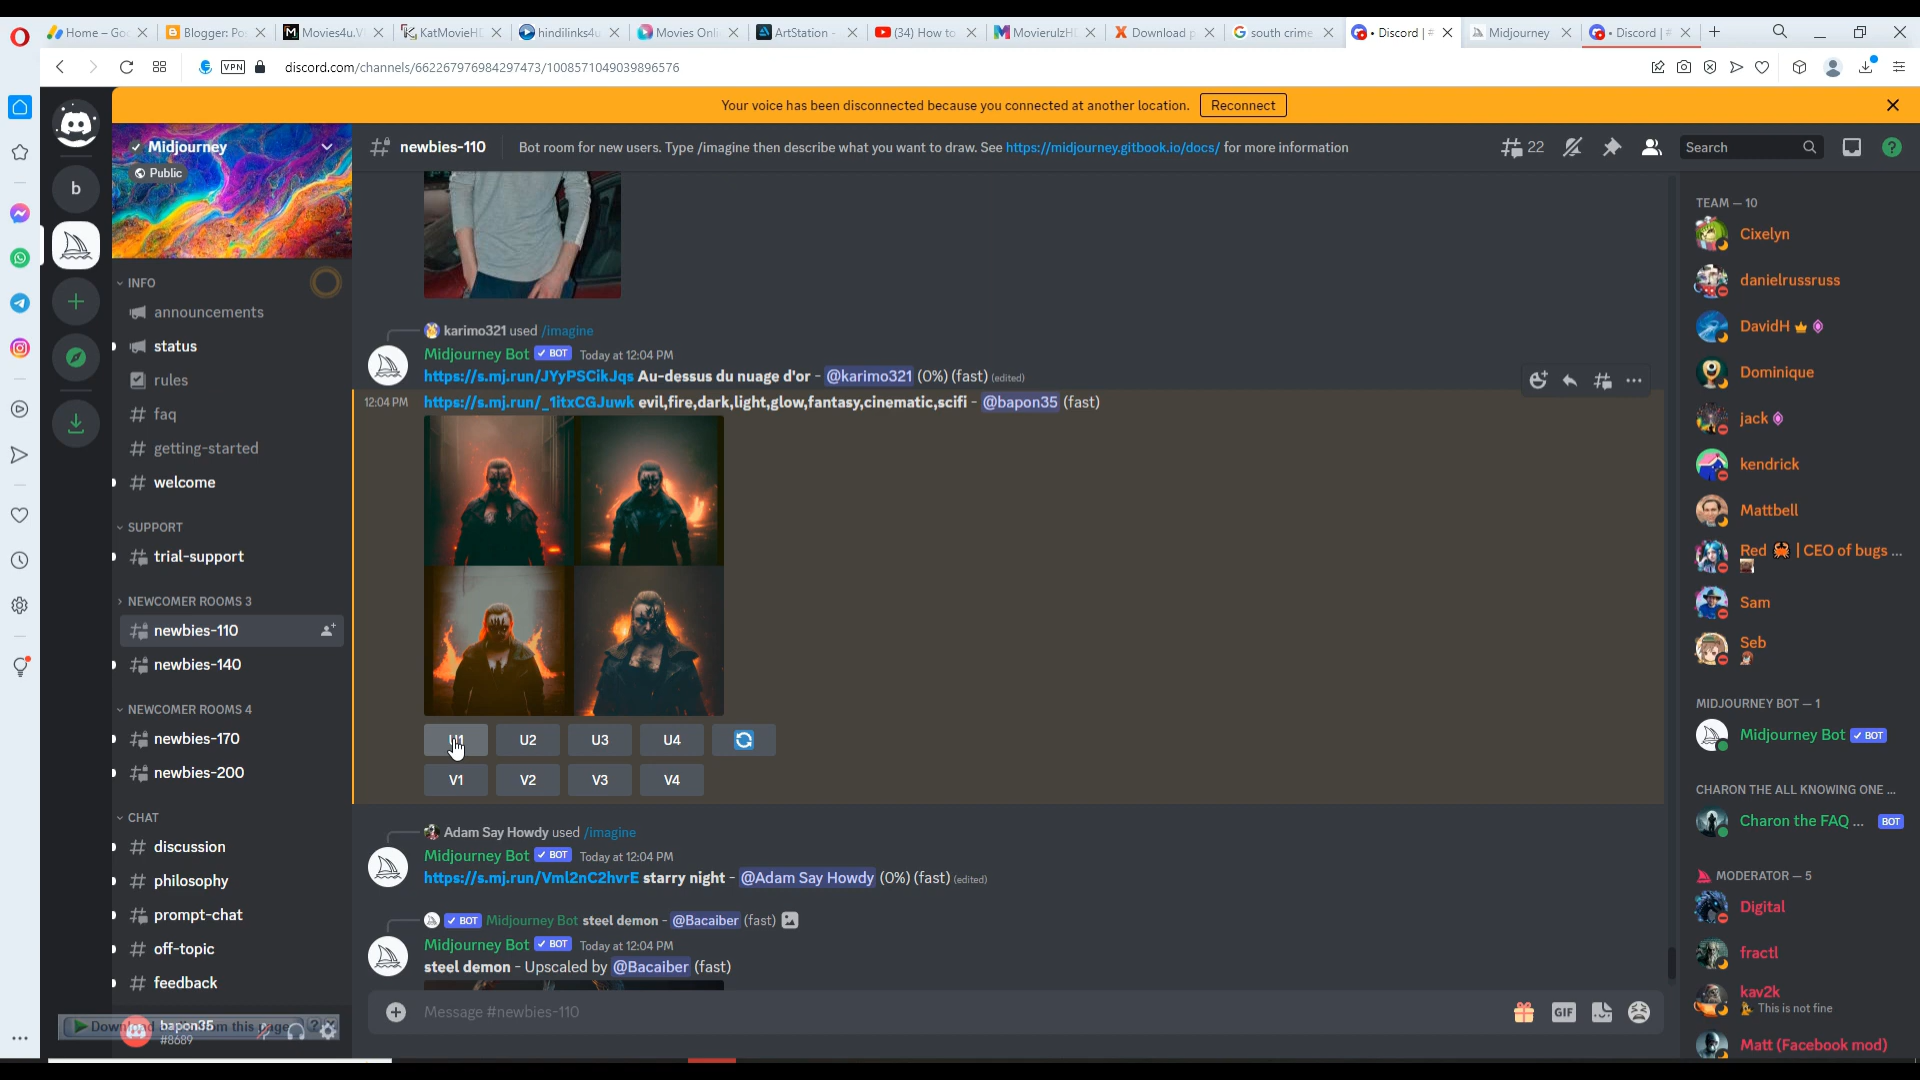 Home – Go
Blogger: Po
Movies4u.V
KatMovieH
hindilinks4
Movies Onli
ArtStation -
(34) How to
MovierulzH
Download p
south crime
• Discord | #
Midjourney
• Discord | #
VPN
discord.com/channels/662267976984297473/1008571049039896576
Your voice has been disconnected because you connected at another location.
Reconnect
Midjourney
Public
b
INFO
announcements
status
rules
faq
getting-started
welcome
SUPPORT
trial-support
NEWCOMER ROOMS 3
newbies-110
newbies-140
NEWCOMER ROOMS 4
newbies-170
newbies-200
CHAT
discussion
philosophy
prompt-chat
off-topic
feedback
bapon35
#8689
newbies-110
Bot room for new users. Type /imagine then describe what you want to draw. See https://midjourney.gitbook.io/docs/ for more information
22
Search
karimo321 used /imagine
Midjourney Bot ✓ BOT Today at 12:04 PM
https://s.mj.run/JYyPSCikJqs Au-dessus du nuage d'or - @karimo321 (0%) (fast) (edited)
12:04 PM https://s.mj.run/_1itxCGJuwk evil,fire,dark,light,glow,fantasy,cinematic,scifi - @bapon35 (fast)
U2 U3 U4
V1 V2 V3 V4
Adam Say Howdy used /imagine
Midjourney Bot ✓ BOT Today at 12:04 PM
https://s.mj.run/Vml2nC2hvrE starry night - @Adam Say Howdy (0%) (fast) (edited)
✓ BOT Midjourney Bot steel demon - @Bacaiber (fast)
Midjourney Bot ✓ BOT Today at 12:04 PM
steel demon - Upscaled by @Bacaiber (fast)
Message #newbies-110
GIF
TEAM — 10
Cixelyn
danielrussruss
DavidH
Dominique
jack
kendrick
Mattbell
Red | CEO of bugs ...
Sam
Seb
MIDJOURNEY BOT — 1
Midjourney Bot ✓ BOT
CHARON THE ALL KNOWING ONE ...
Charon the FAQ ... BOT
MODERATOR — 5
Digital
fractl
kav2k
This is not fine
Matt (Facebook mod)